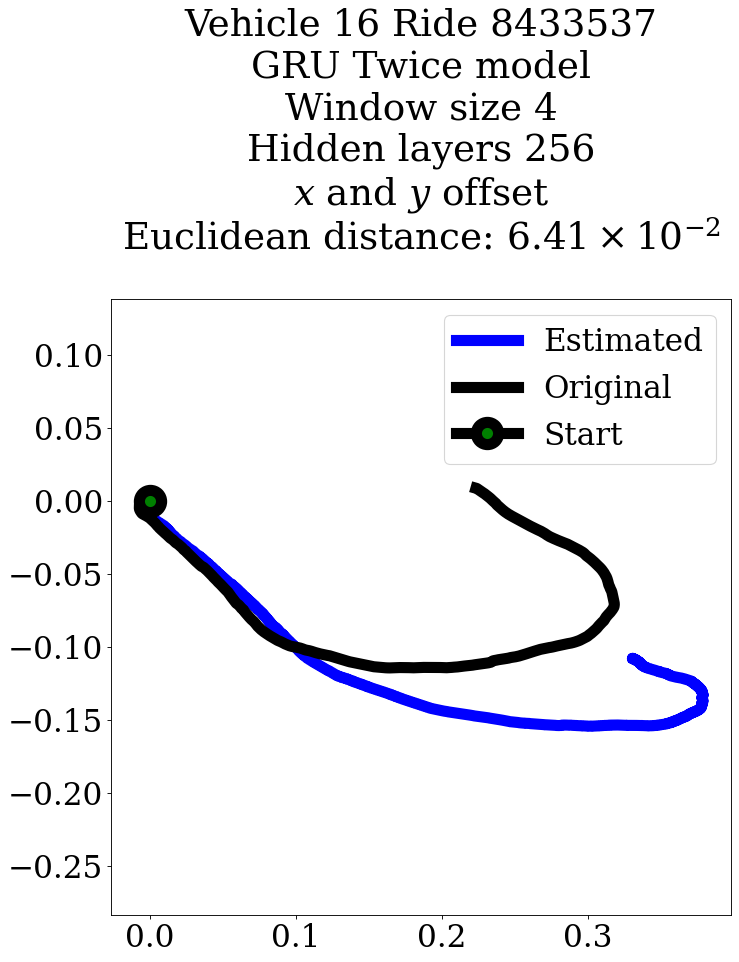 Vehicle 16 Ride 8433537
GRU Twice model
Window size 4
Hidden layers 256
x and y offset
Euclidean distance: 6.41 × 10⁻²
Estimated
Original
Start
0.10
0.05
0.00
−0.05
−0.10
−0.15
−0.20
−0.25
0.0 0.1 0.2 0.3